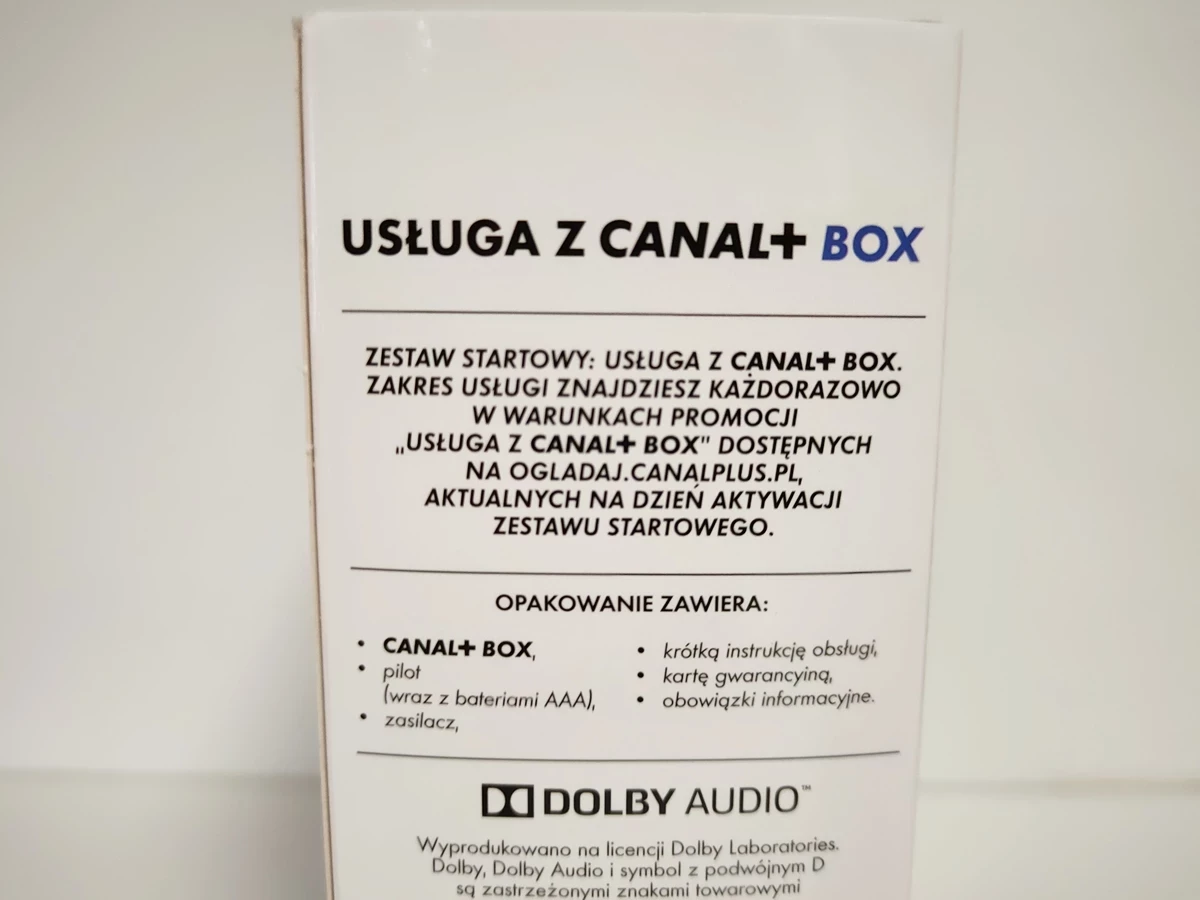 USŁUGA Z CANAL+ BOX
ZESTAW STARTOWY: USŁUGA Z CANAL+ BOX.
ZAKRES USŁUGI ZNAJDZIESZ KAŻDORAZOWO
W WARUNKACH PROMOCJI
„USŁUGA Z CANAL+ BOX" DOSTĘPNYCH
NA OGLADAJ.CANALPLUS.PL,
AKTUALNYCH NA DZIEŃ AKTYWACJI
ZESTAWU STARTOWEGO.
OPAKOWANIE ZAWIERA:
• CANAL+ BOX,
• pilot
(wraz z bateriami AAA),
• zasilacz,
• krótką instrukcję obsługi,
• kartę gwarancyjną,
• obowiązki informacyjne.
DOLBY AUDIO™
Wyprodukowano na licencji Dolby Laboratories.
Dolby, Dolby Audio i symbol z podwójnym D
są zastrzeżonymi znakami towarowymi